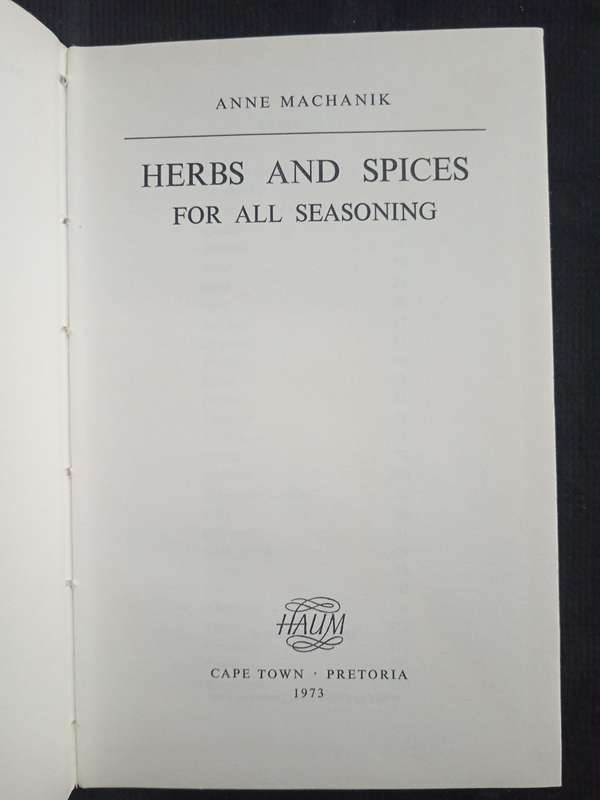 ANNE MACHANIK
HERBS AND SPICES
FOR ALL SEASONING
HAUM
CAPE TOWN · PRETORIA
1973